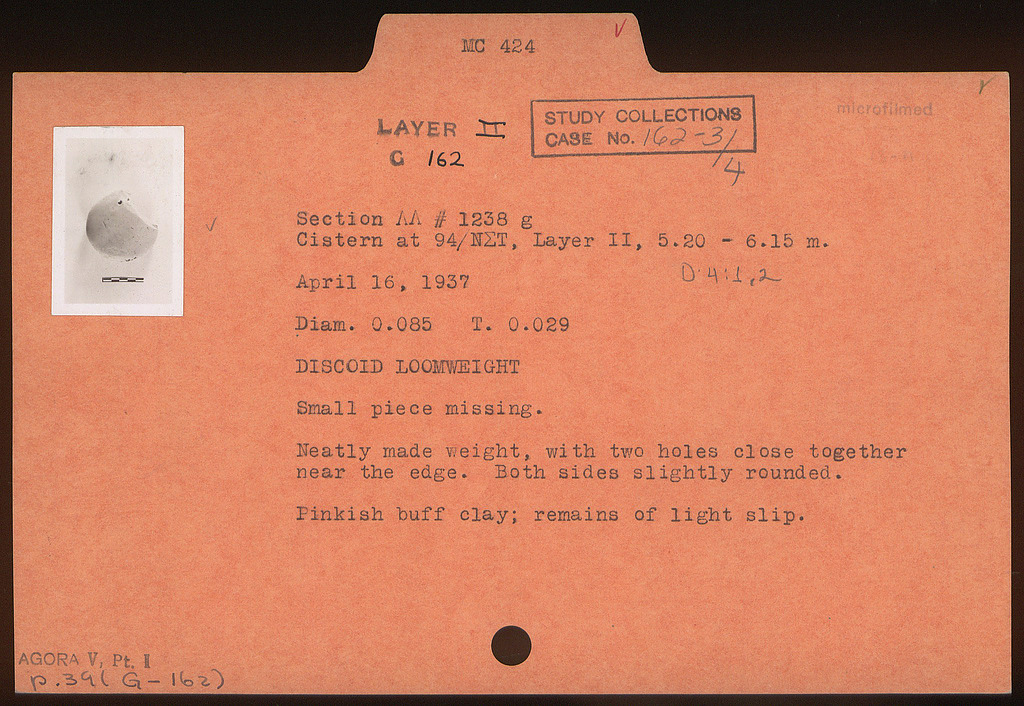 MC 424
microfilmed
LAYER II
G 162
STUDY COLLECTIONS
CASE No. 162-3/4
Section ΛΛ # 1238 g
Cistern at 94/ΝΣΤ, Layer II, 5.20 - 6.15 m.
D 4:1,2
April 16, 1937
Diam. 0.085 T. 0.029
DISCOID LOOMWEIGHT
Small piece missing.
Neatly made weight, with two holes close together
near the edge. Both sides slightly rounded.
Pinkish buff clay; remains of light slip.
AGORA V, Pt. I
p.39 (G-162)